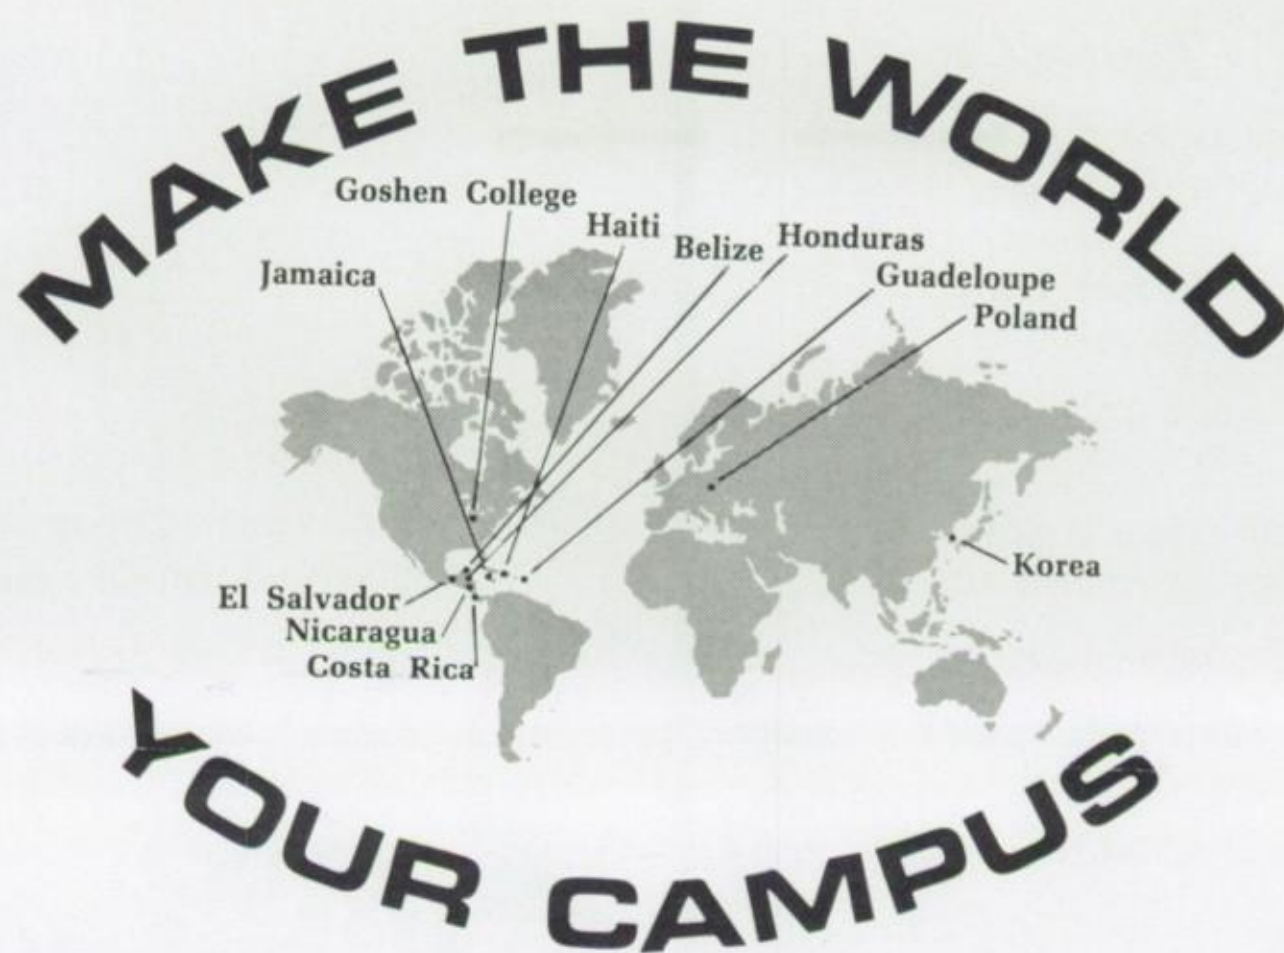 MAKE THE WORLD
Goshen College
Haiti
Belize
Honduras
Jamaica
Guadeloupe
Poland
Korea
El Salvador
Nicaragua
Costa Rica
YOUR CAMPUS